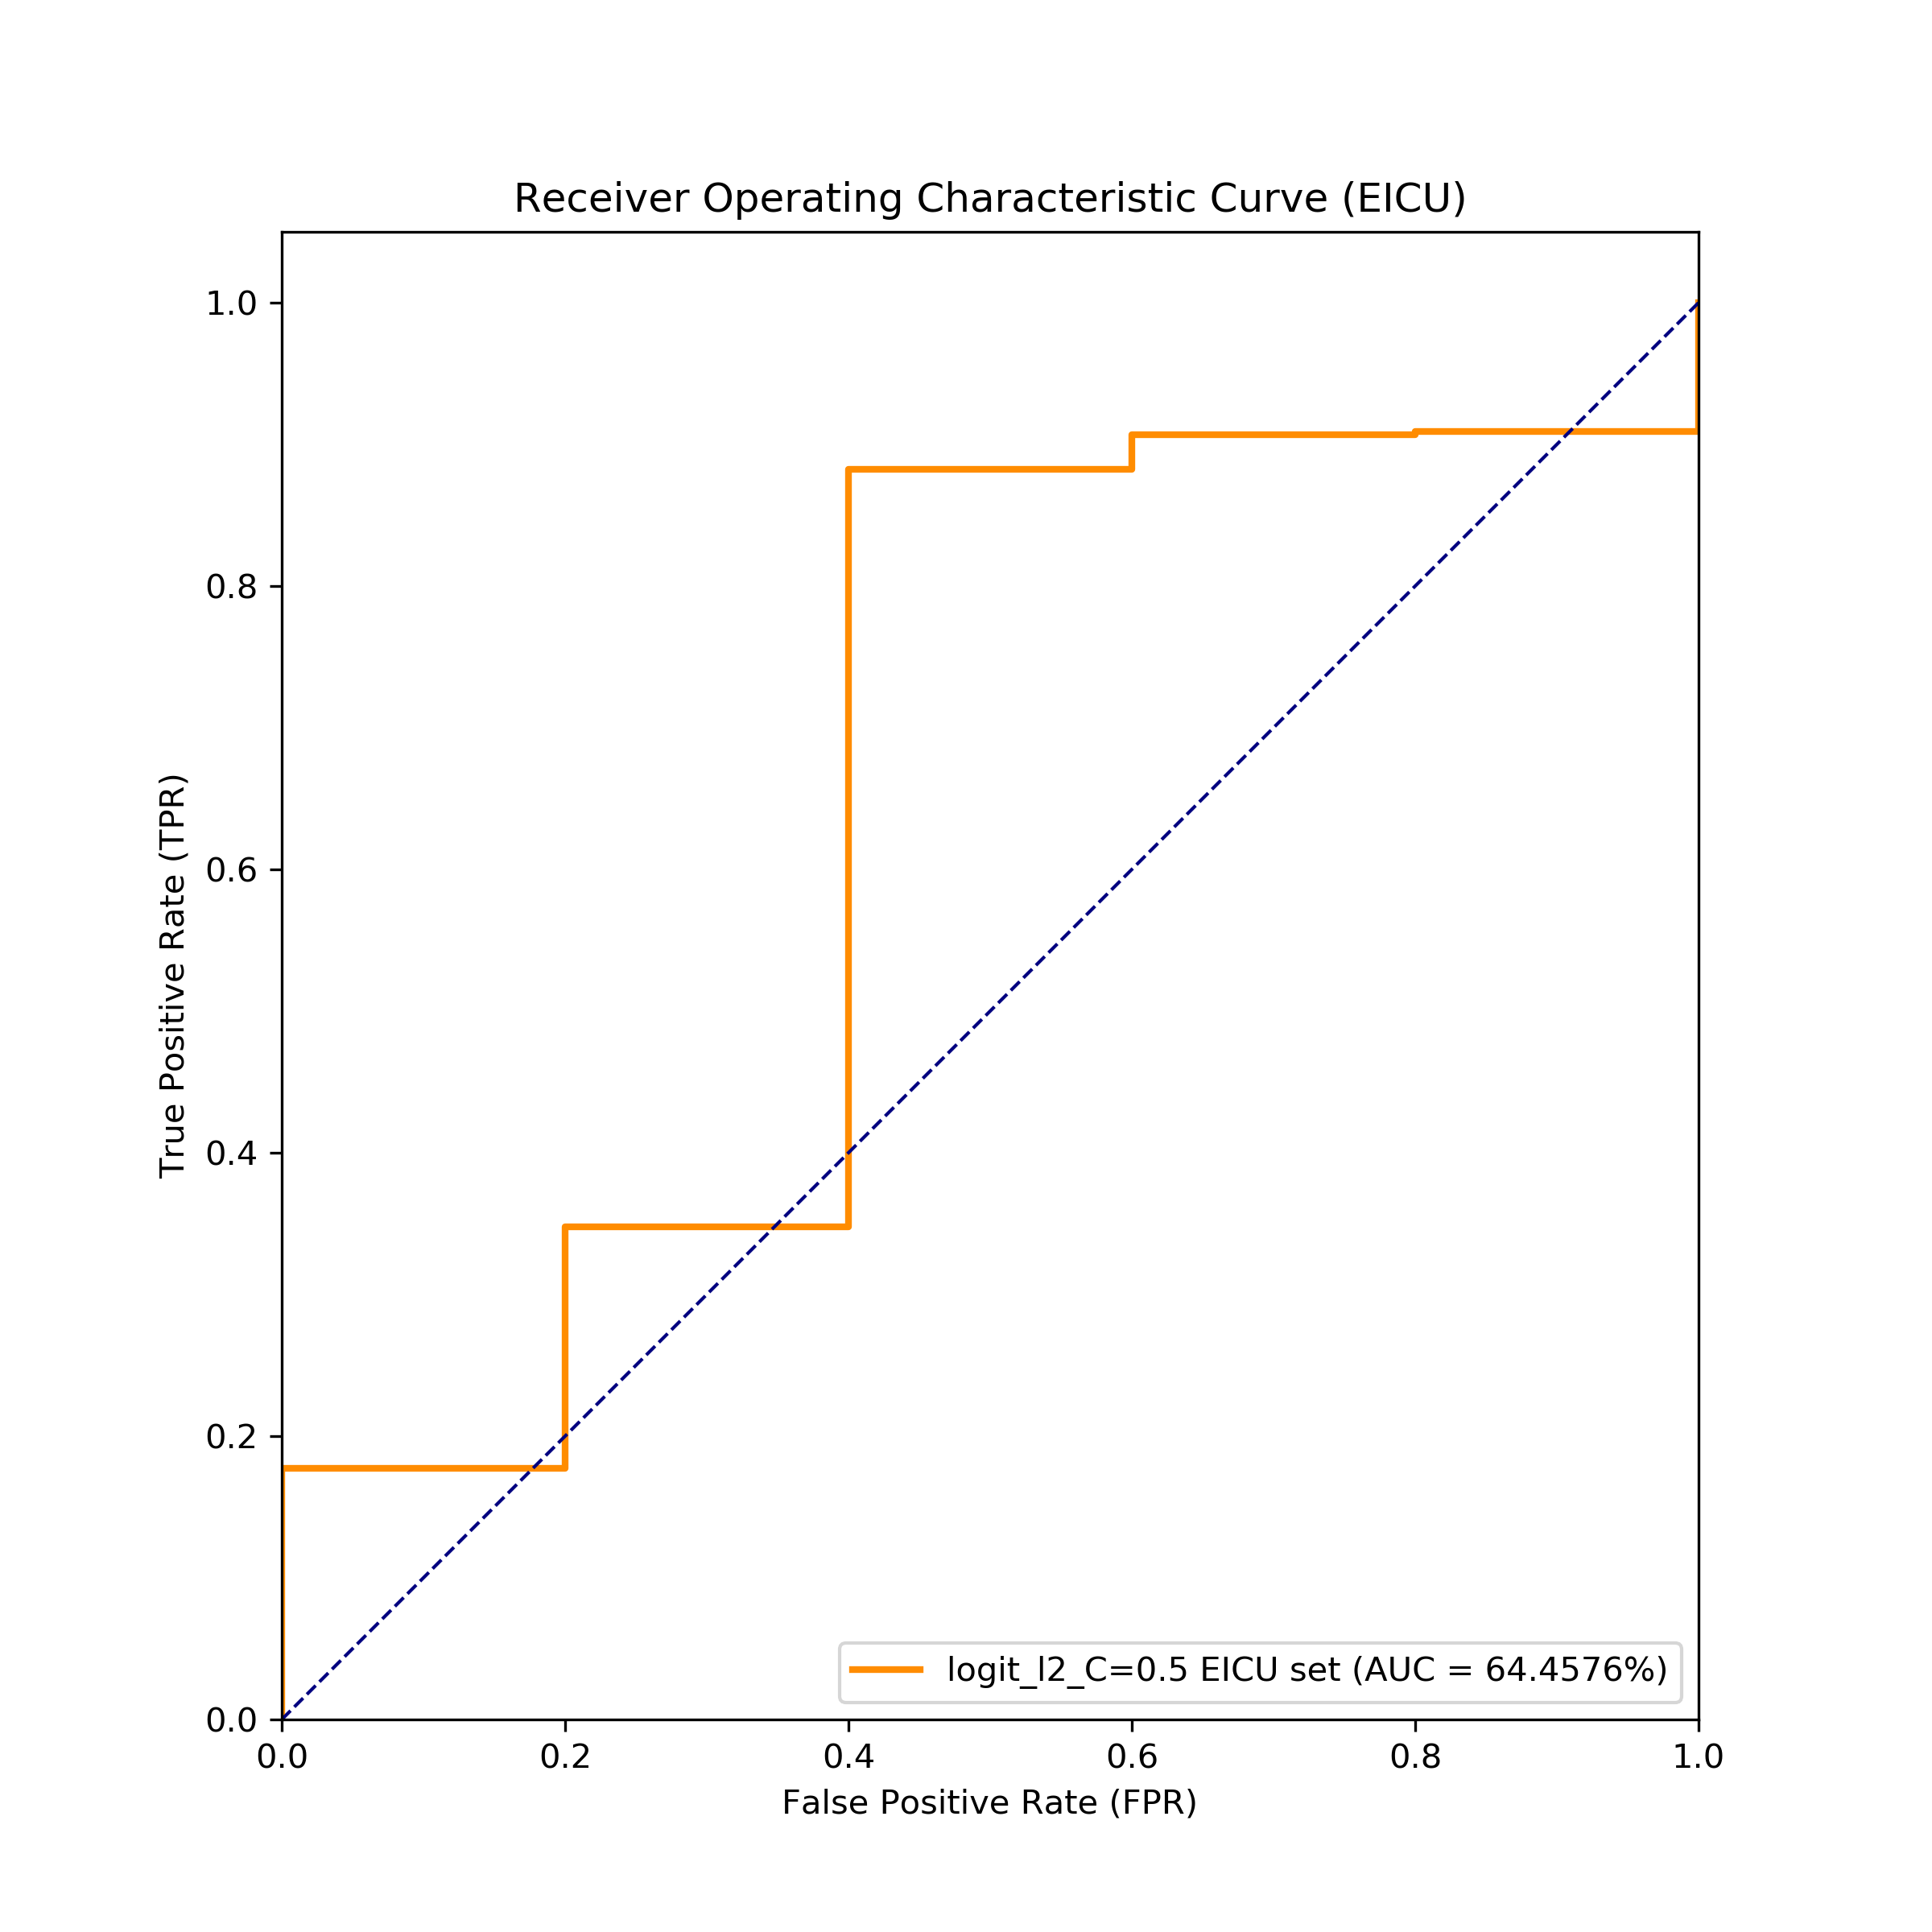 Receiver Operating Characteristic Curve (EICU)
1.0
0.8
0.6
0.4
0.2
0.0
True Positive Rate (TPR)
logit_l2_C=0.5 EICU set (AUC = 64.4576%)
0.0 0.2 0.4 0.6 0.8 1.0
False Positive Rate (FPR)